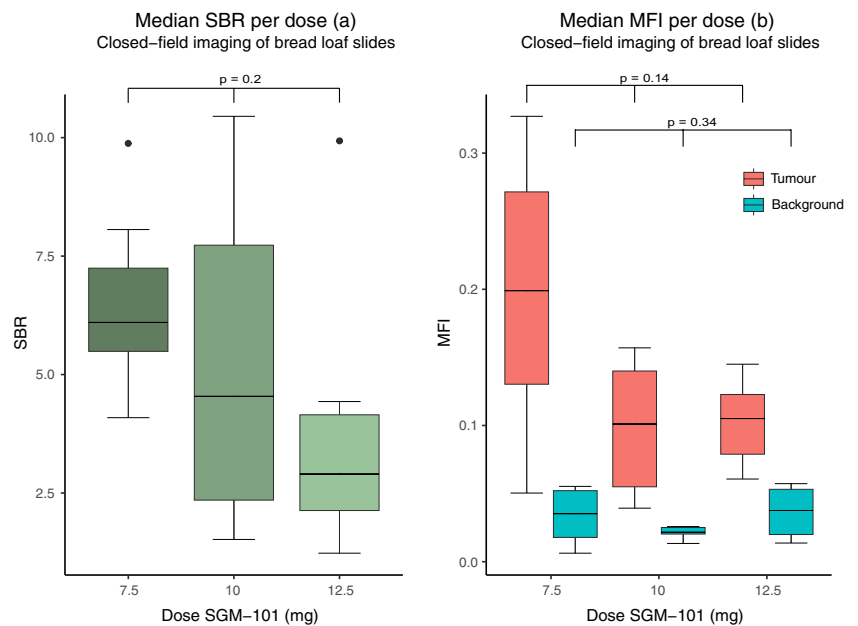 Median SBR per dose (a)
Closed−field imaging of bread loaf slides
p = 0.2
10.0
7.5
5.0
2.5
SBR
7.5
10
12.5
Dose SGM−101 (mg)
Median MFI per dose (b)
Closed−field imaging of bread loaf slides
p = 0.14
p = 0.34
Tumour
Background
0.3
0.2
0.1
0.0
MFI
7.5
10
12.5
Dose SGM−101 (mg)